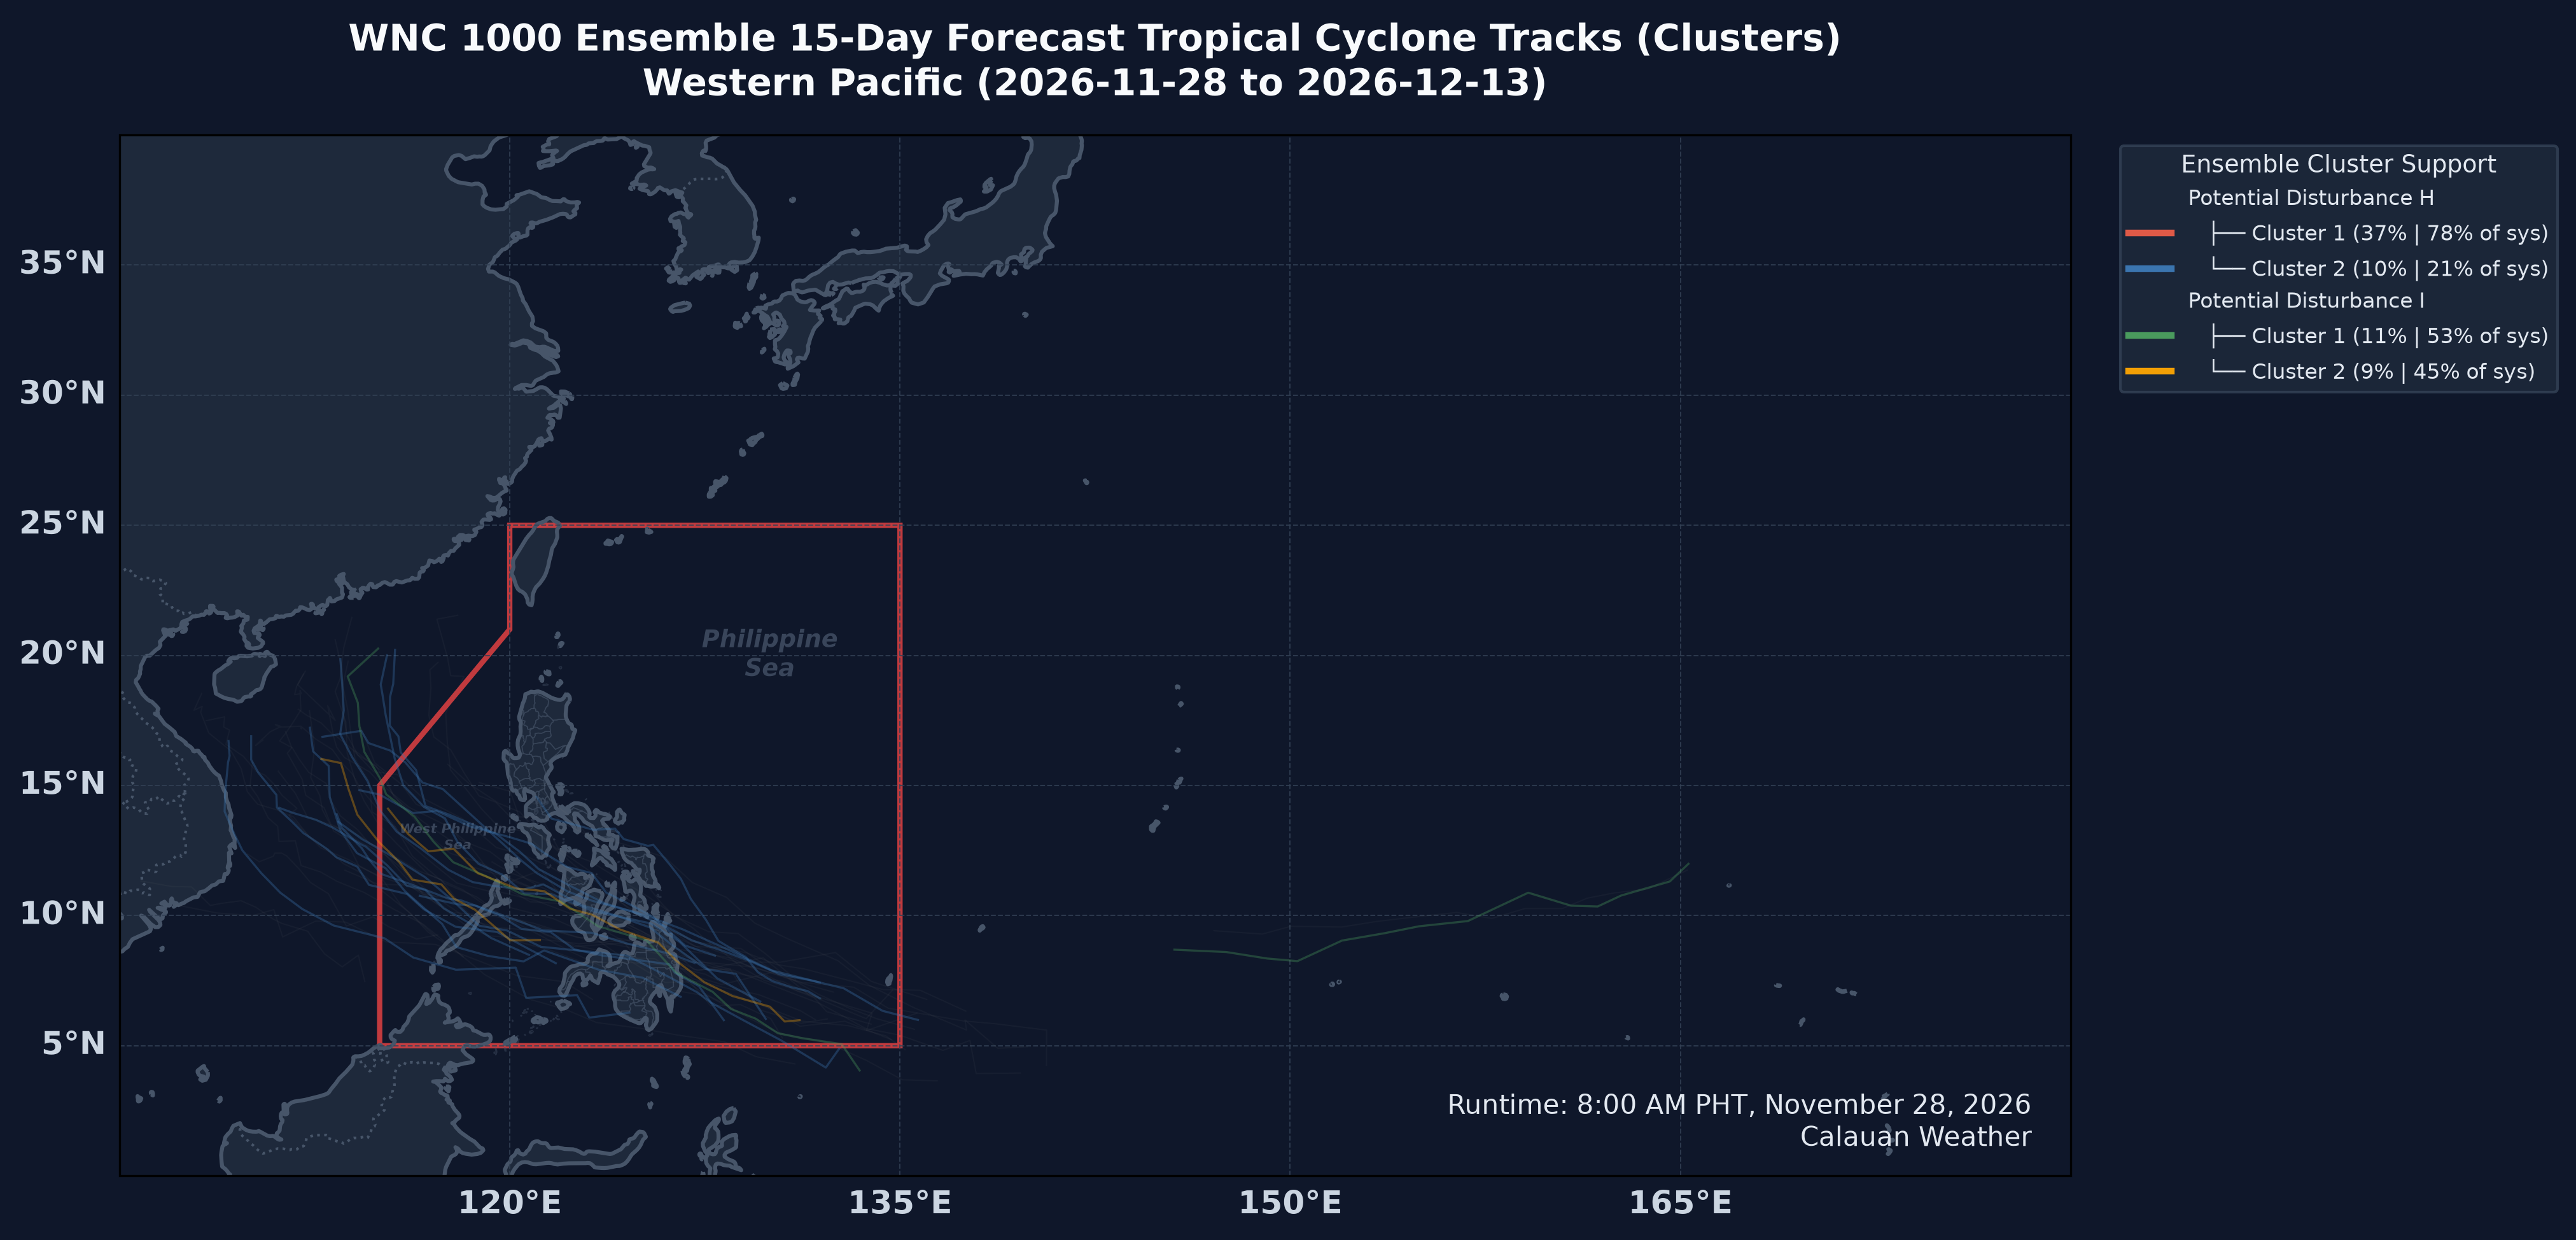 WNC 1000 Ensemble 15-Day Forecast Tropical Cyclone Tracks (Clusters)
Western Pacific (2026-11-28 to 2026-12-13)
Ensemble Cluster Support
Potential Disturbance H
Cluster 1 (37% | 78% of sys)
Cluster 2 (10% | 21% of sys)
Potential Disturbance I
Cluster 1 (11% | 53% of sys)
Cluster 2 (9% | 45% of sys)
35°N
30°N
25°N
20°N
15°N
10°N
5°N
Philippine
Sea
West Philippine
Sea
Runtime: 8:00 AM PHT, November 28, 2026
Calauan Weather
120°E
135°E
150°E
165°E